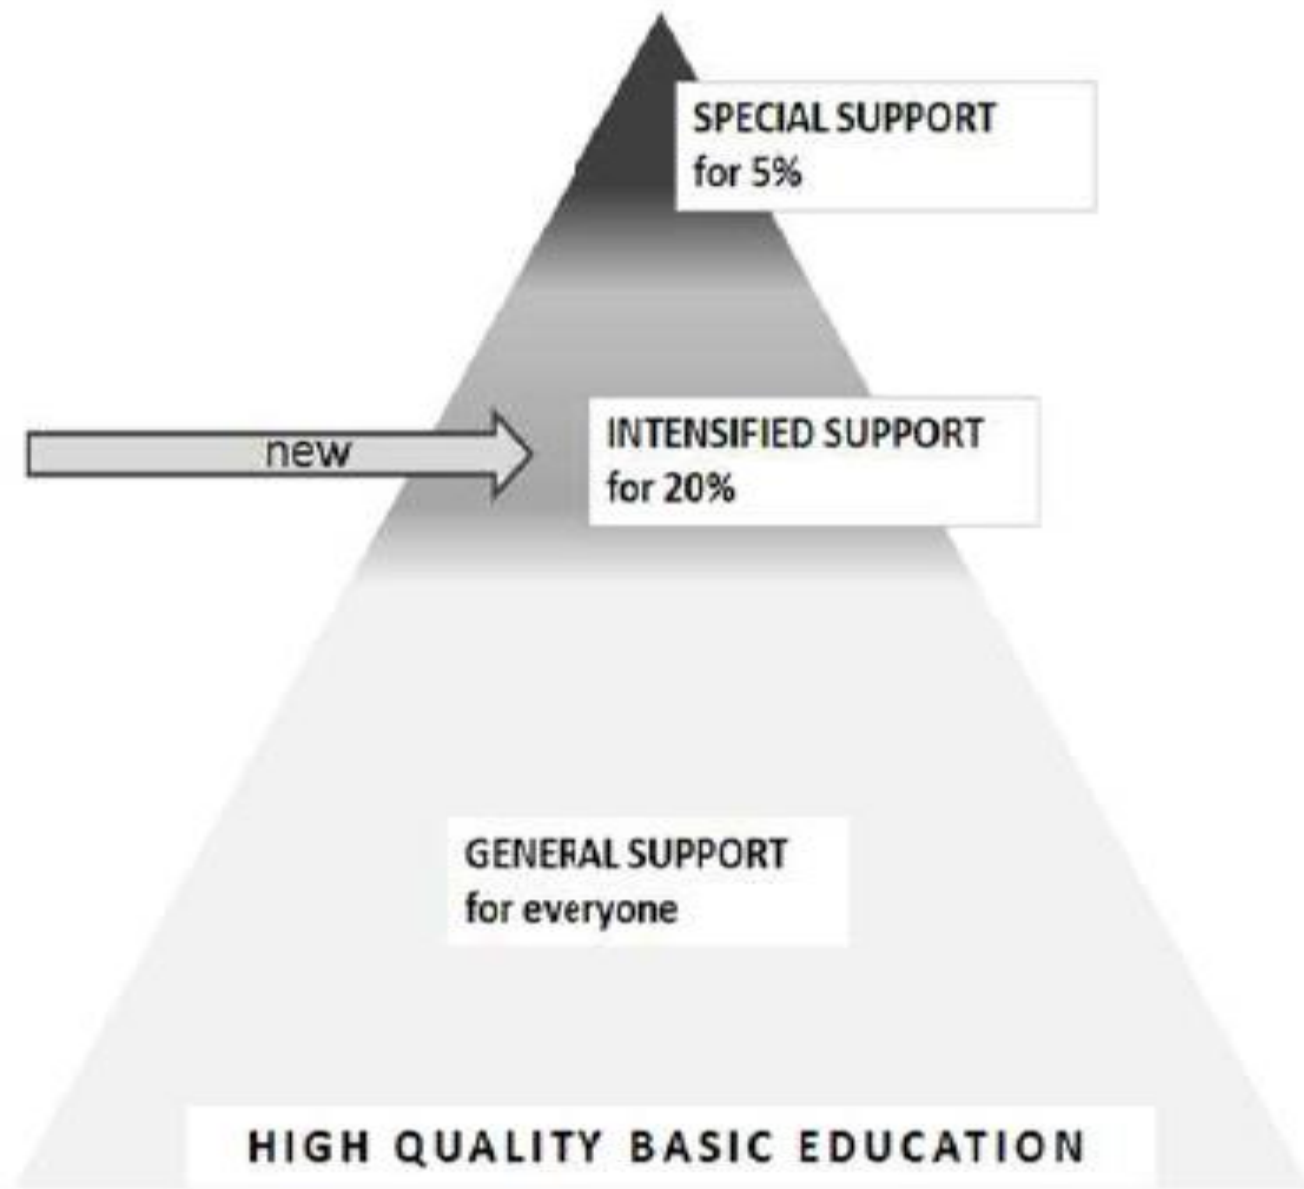 SPECIAL SUPPORT
for 5%
new
INTENSIFIED SUPPORT
for 20%
GENERAL SUPPORT
for everyone
HIGH QUALITY BASIC EDUCATION